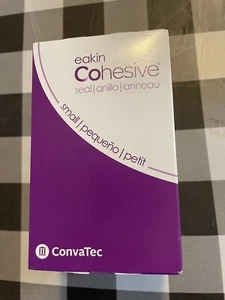 eakin
Cohesive®
seal|anillo|anneau
small|pequeño|petit
ConvaTec